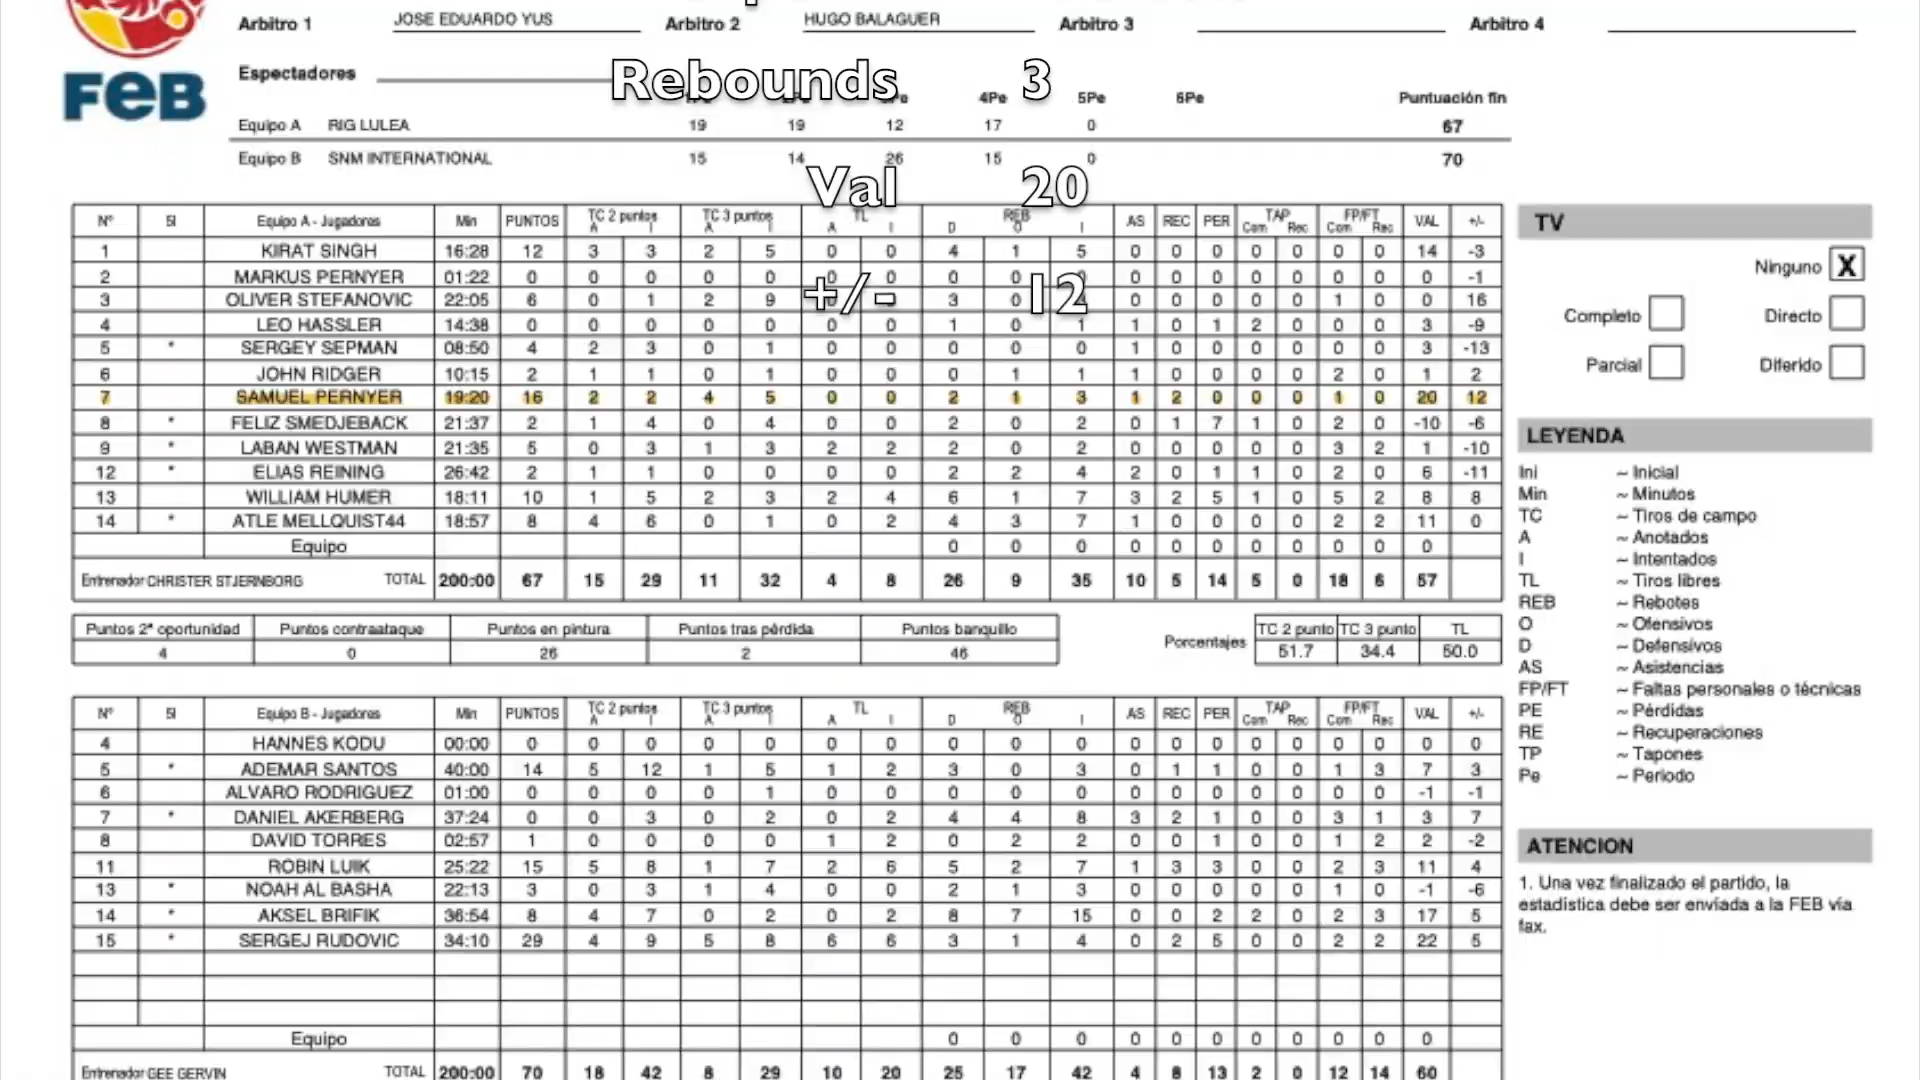 Arbitro 1 JOSE EDUARDO YUS Arbitro 2 HUGO BALAGUER Arbitro 3 Arbitro 4
FEB
Espectadores
Rebounds 3
4Pe 5Pe 6Pe Puntuación fin
Equipo A RIG LULEA 19 19 12 17 0 67
Equipo B SNM INTERNATIONAL 15 14 26 15 0 70
Val 20
Nº SI Equipo A - Jugadores Min PUNTOS TC 2 puntos TC 3 puntos TL REB AS REC PER TAP FP/FT VAL +/-
A I A I A I D O I Com Rec Com Rec
1 KIRAT SINGH 16:28 12 3 3 2 5 0 0 4 1 5 0 0 0 0 0 0 0 14 -3
2 MARKUS PERNYER 01:22 0 0 0 0 0 0 0 0 0 0 0 0 0 0 0 0 0 0 -1
+/- 12
3 OLIVER STEFANOVIC 22:05 6 0 1 2 9 3 0 0 0 0 0 0 1 0 0 16
4 LEO HASSLER 14:38 0 0 0 0 0 0 0 1 0 1 1 0 1 2 0 0 0 3 -9
5 * SERGEY SEPMAN 08:50 4 2 3 0 1 0 0 0 0 0 1 0 0 0 0 0 0 3 -13
6 JOHN RIDGER 10:15 2 1 1 0 1 0 0 0 1 1 1 0 0 0 0 2 0 1 2
7 SAMUEL PERNYER 19:20 16 2 2 4 5 0 0 2 1 3 1 2 0 0 0 1 0 20 12
8 * FELIZ SMEDJEBACK 21:37 2 1 4 0 4 0 0 2 0 2 0 1 7 1 0 2 0 -10 -6
9 * LABAN WESTMAN 21:35 5 0 3 1 3 2 2 2 0 2 0 0 0 0 0 3 2 1 -10
12 * ELIAS REINING 26:42 2 1 1 0 0 0 0 2 2 4 2 0 1 1 0 2 0 6 -11
13 WILLIAM HUMER 18:11 10 1 5 2 3 2 4 6 1 7 3 2 5 1 0 5 2 8 8
14 * ATLE MELLQUIST44 18:57 8 4 6 0 1 0 2 4 3 7 1 0 0 0 0 2 2 11 0
Equipo 0 0 0 0 0 0 0 0 0 0 0
Entrenador CHRISTER STJERNBORG TOTAL 200:00 67 15 29 11 32 4 8 26 9 35 10 5 14 5 0 18 6 57
Puntos 2ª oportunidad Puntos contraataque Puntos en pintura Puntos tras pérdida Puntos banquillo
4 0 26 2 46
Porcentajes TC 2 punto TC 3 punto TL
51.7 34.4 50.0
Nº SI Equipo B - Jugadores Min PUNTOS TC 2 puntos TC 3 puntos TL REB AS REC PER TAP FP/FT VAL +/-
A I A I A I D O I Com Rec Com Rec
4 HANNES KODU 00:00 0 0 0 0 0 0 0 0 0 0 0 0 0 0 0 0 0 0 0
5 * ADEMAR SANTOS 40:00 14 5 12 1 5 1 2 3 0 3 0 1 1 0 0 1 3 7 3
6 ALVARO RODRIGUEZ 01:00 0 0 0 0 1 0 0 0 0 0 0 0 0 0 0 0 0 -1 -1
7 * DANIEL AKERBERG 37:24 0 0 3 0 2 0 2 4 4 8 3 2 1 0 0 3 1 3 7
8 DAVID TORRES 02:57 1 0 0 0 0 1 2 0 2 2 0 0 1 0 0 1 2 2 -2
11 ROBIN LUIK 25:22 15 5 8 1 7 2 6 5 2 7 1 3 3 0 0 2 3 11 4
13 * NOAH AL BASHA 22:13 3 0 3 1 4 0 0 2 1 3 0 0 0 0 0 1 0 -1 -6
14 * AKSEL BRIFIK 36:54 8 4 7 0 2 0 2 8 7 15 0 0 2 2 0 2 3 17 5
15 * SERGEJ RUDOVIC 34:10 29 4 9 5 8 6 6 3 1 4 0 2 5 0 0 2 2 22 5
Equipo 0 0 0 0 0 0 0 0 0 0 0
Entrenador GEE GERVIN TOTAL 200:00 70 18 42 8 29 10 20 25 17 42 4 8 13 2 0 12 14 60
TV
Ninguno X
Completo Directo
Parcial Diferido
LEYENDA
Ini ~ Inicial
Min ~ Minutos
TC ~ Tiros de campo
A ~ Anotados
I ~ Intentados
TL ~ Tiros libres
REB ~ Rebotes
O ~ Ofensivos
D ~ Defensivos
AS ~ Asistencias
FP/FT ~ Faltas personales o técnicas
PE ~ Pérdidas
RE ~ Recuperaciones
TP ~ Tapones
Pe ~ Periodo
ATENCION
1. Una vez finalizado el partido, la
estadística debe ser enviada a la FEB vía
fax.